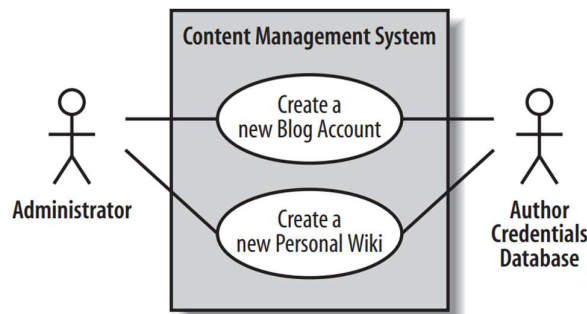 Content Management System
Create a
new Blog Account
Administrator
Create a
new Personal Wiki
Author
Credentials
Database